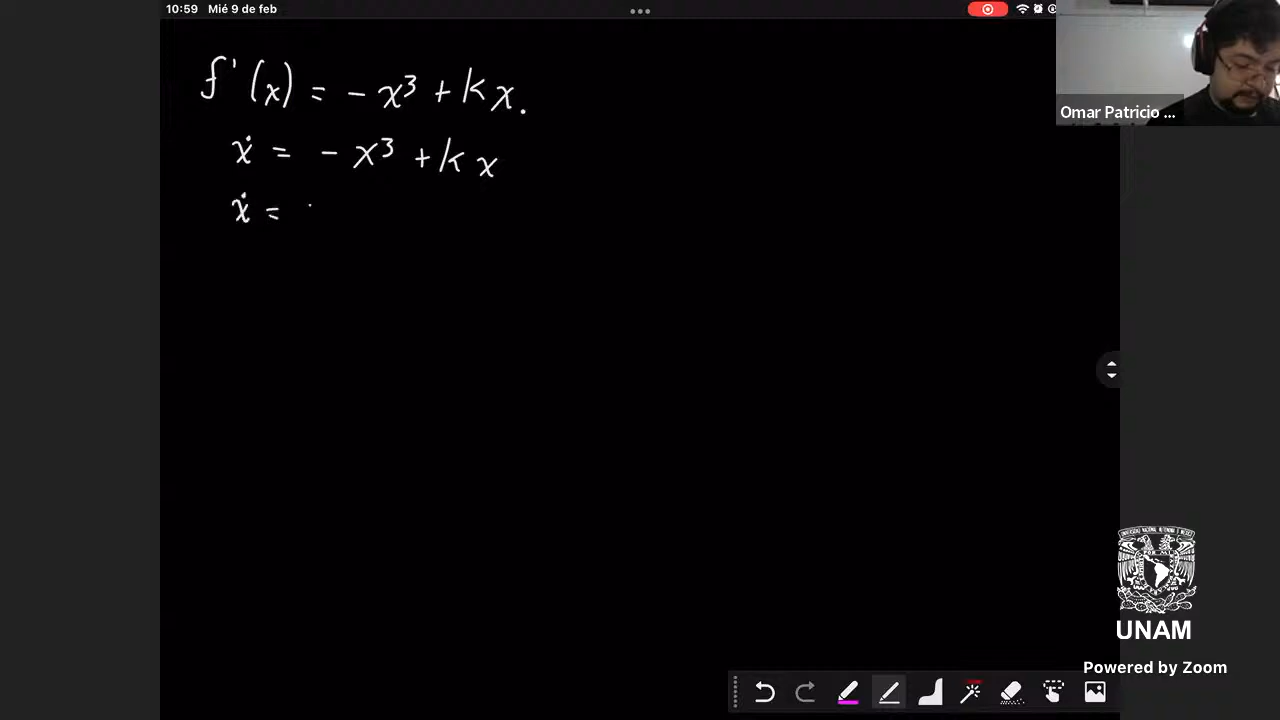 10:59 Mié 9 de feb
f'(x) = -x³ + kx.
ẋ = -x³ + kx
ẋ =
Omar Patricio ...
UNAM
Powered by Zoom